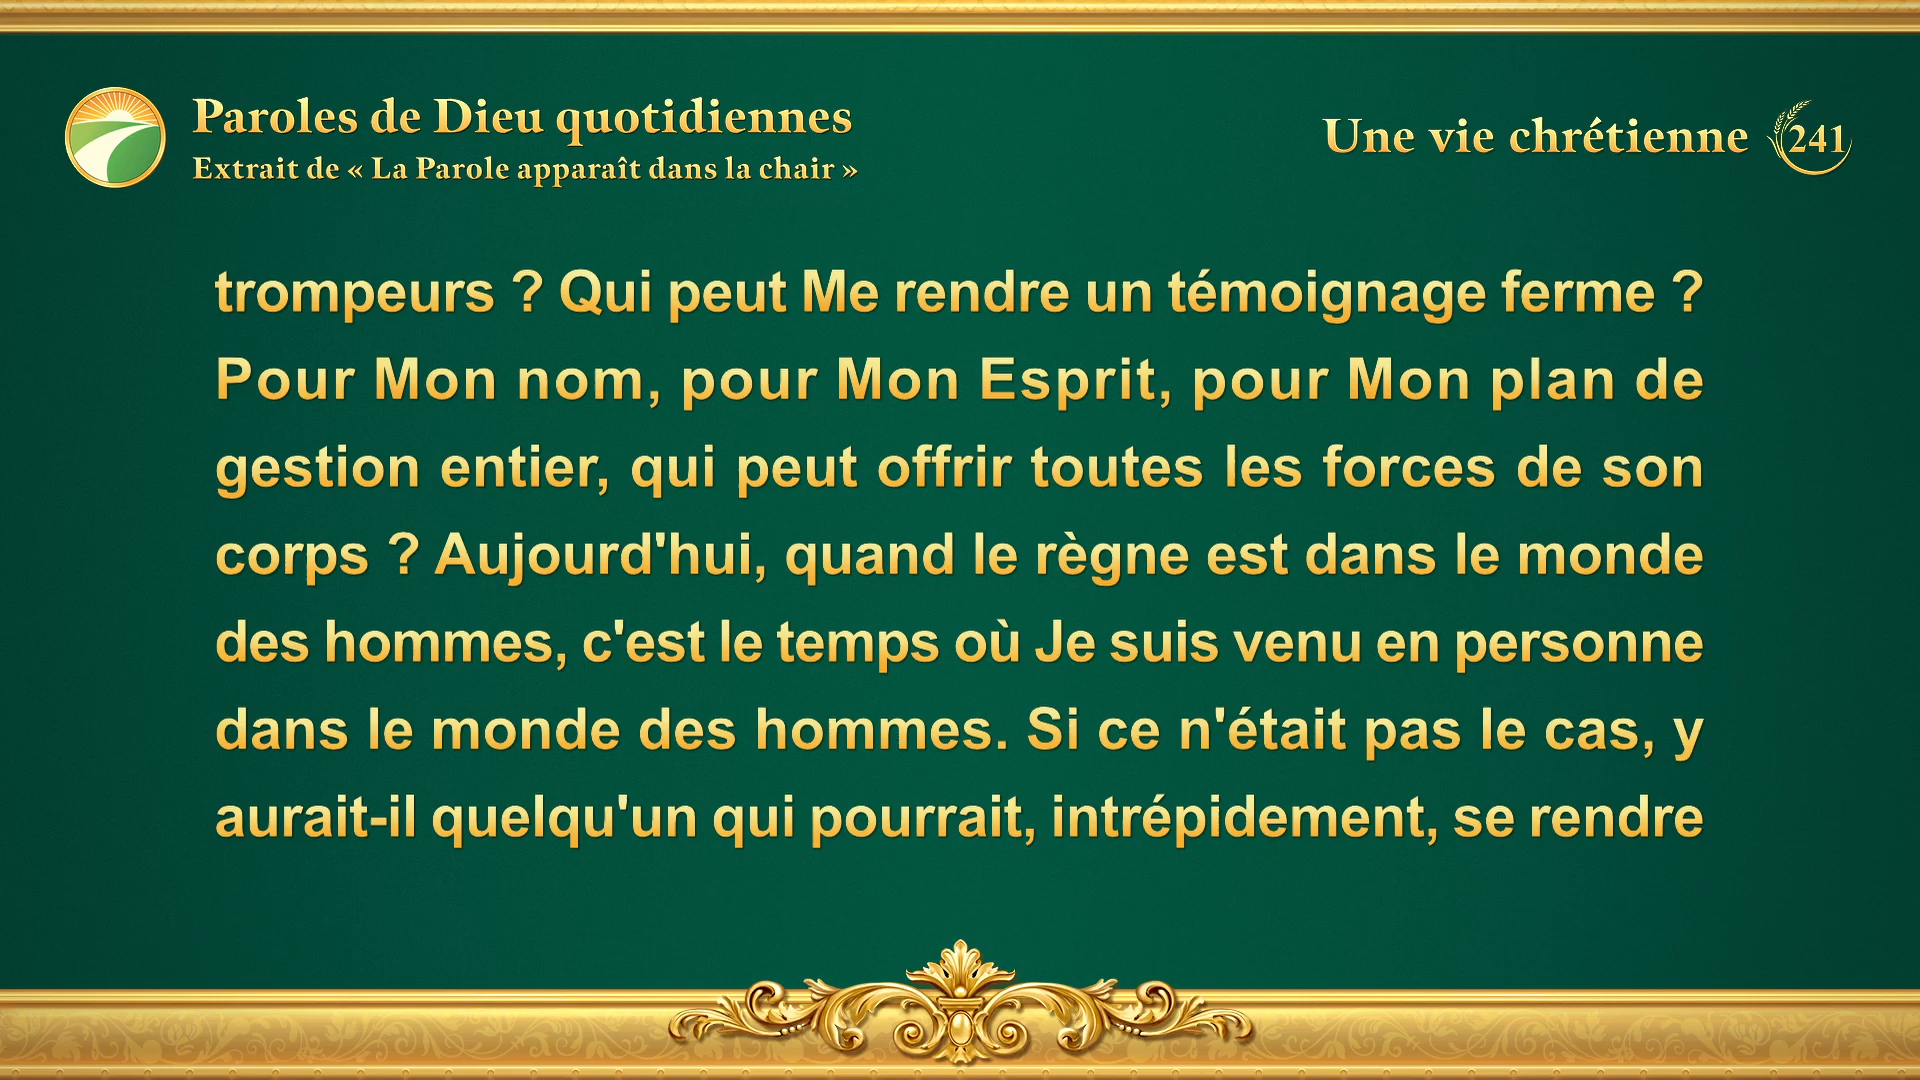 Paroles de Dieu quotidiennes
Extrait de « La Parole apparaît dans la chair »
Une vie chrétienne 241
trompeurs ? Qui peut Me rendre un témoignage ferme ?
Pour Mon nom, pour Mon Esprit, pour Mon plan de
gestion entier, qui peut offrir toutes les forces de son
corps ? Aujourd'hui, quand le règne est dans le monde
des hommes, c'est le temps où Je suis venu en personne
dans le monde des hommes. Si ce n'était pas le cas, y
aurait-il quelqu'un qui pourrait, intrépidement, se rendre